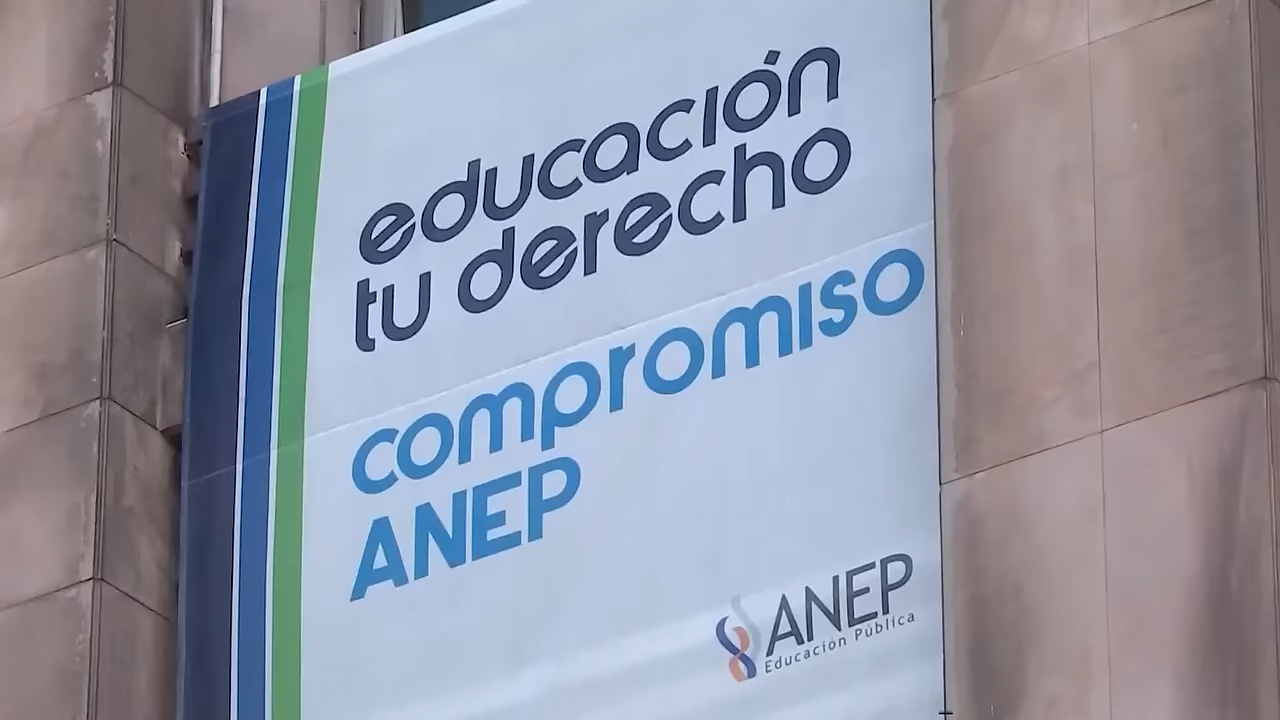 educación
tu derecho
compromiso
ANEP
ANEP
Educación Pública